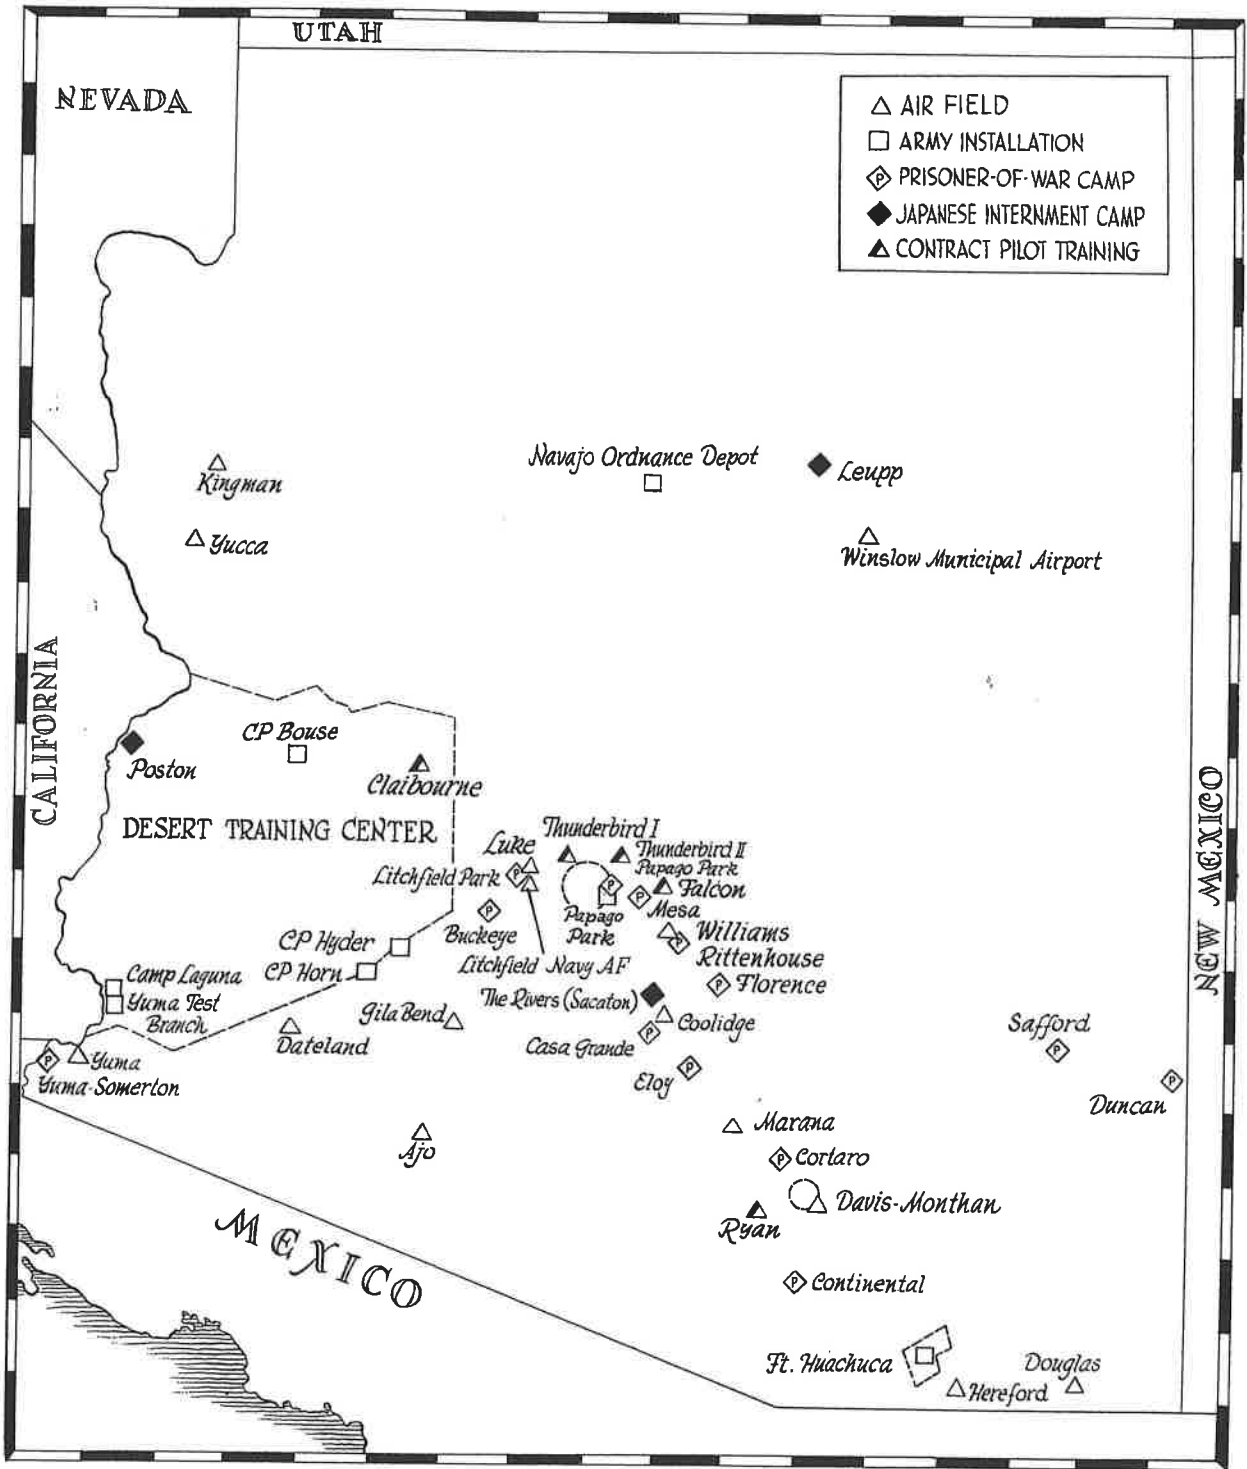 UTAH
NEVADA
AIR FIELD
ARMY INSTALLATION
P PRISONER-OF-WAR CAMP
JAPANESE INTERNMENT CAMP
CONTRACT PILOT TRAINING
Navajo Ordnance Depot
Leupp
Kingman
Yucca
Winslow Municipal Airport
CALIFORNIA
CP Bouse
Poston
Claibourne
NEW MEXICO
DESERT TRAINING CENTER
Thunderbird I
Luke
Thunderbird II
Papago Park
Litchfield Park
P
P
Falcon
P
Mesa
P
Papago
Park
Buckeye
Williams
P
CP Hyder
Rittenhouse
Litchfield Navy AF
CP Horn
Camp Laguna
P
Florence
The Rivers (Sacaton)
Yuma Test
Branch
Gila Bend
Coolidge
Safford
Dateland
P
Casa Grande
P
Yuma
P
Yuma-Somerton
Eloy
P
P
Duncan
Marana
Ajo
P
Cortaro
Davis-Monthan
Ryan
MEXICO
P
Continental
Ft. Huachuca
Douglas
Hereford